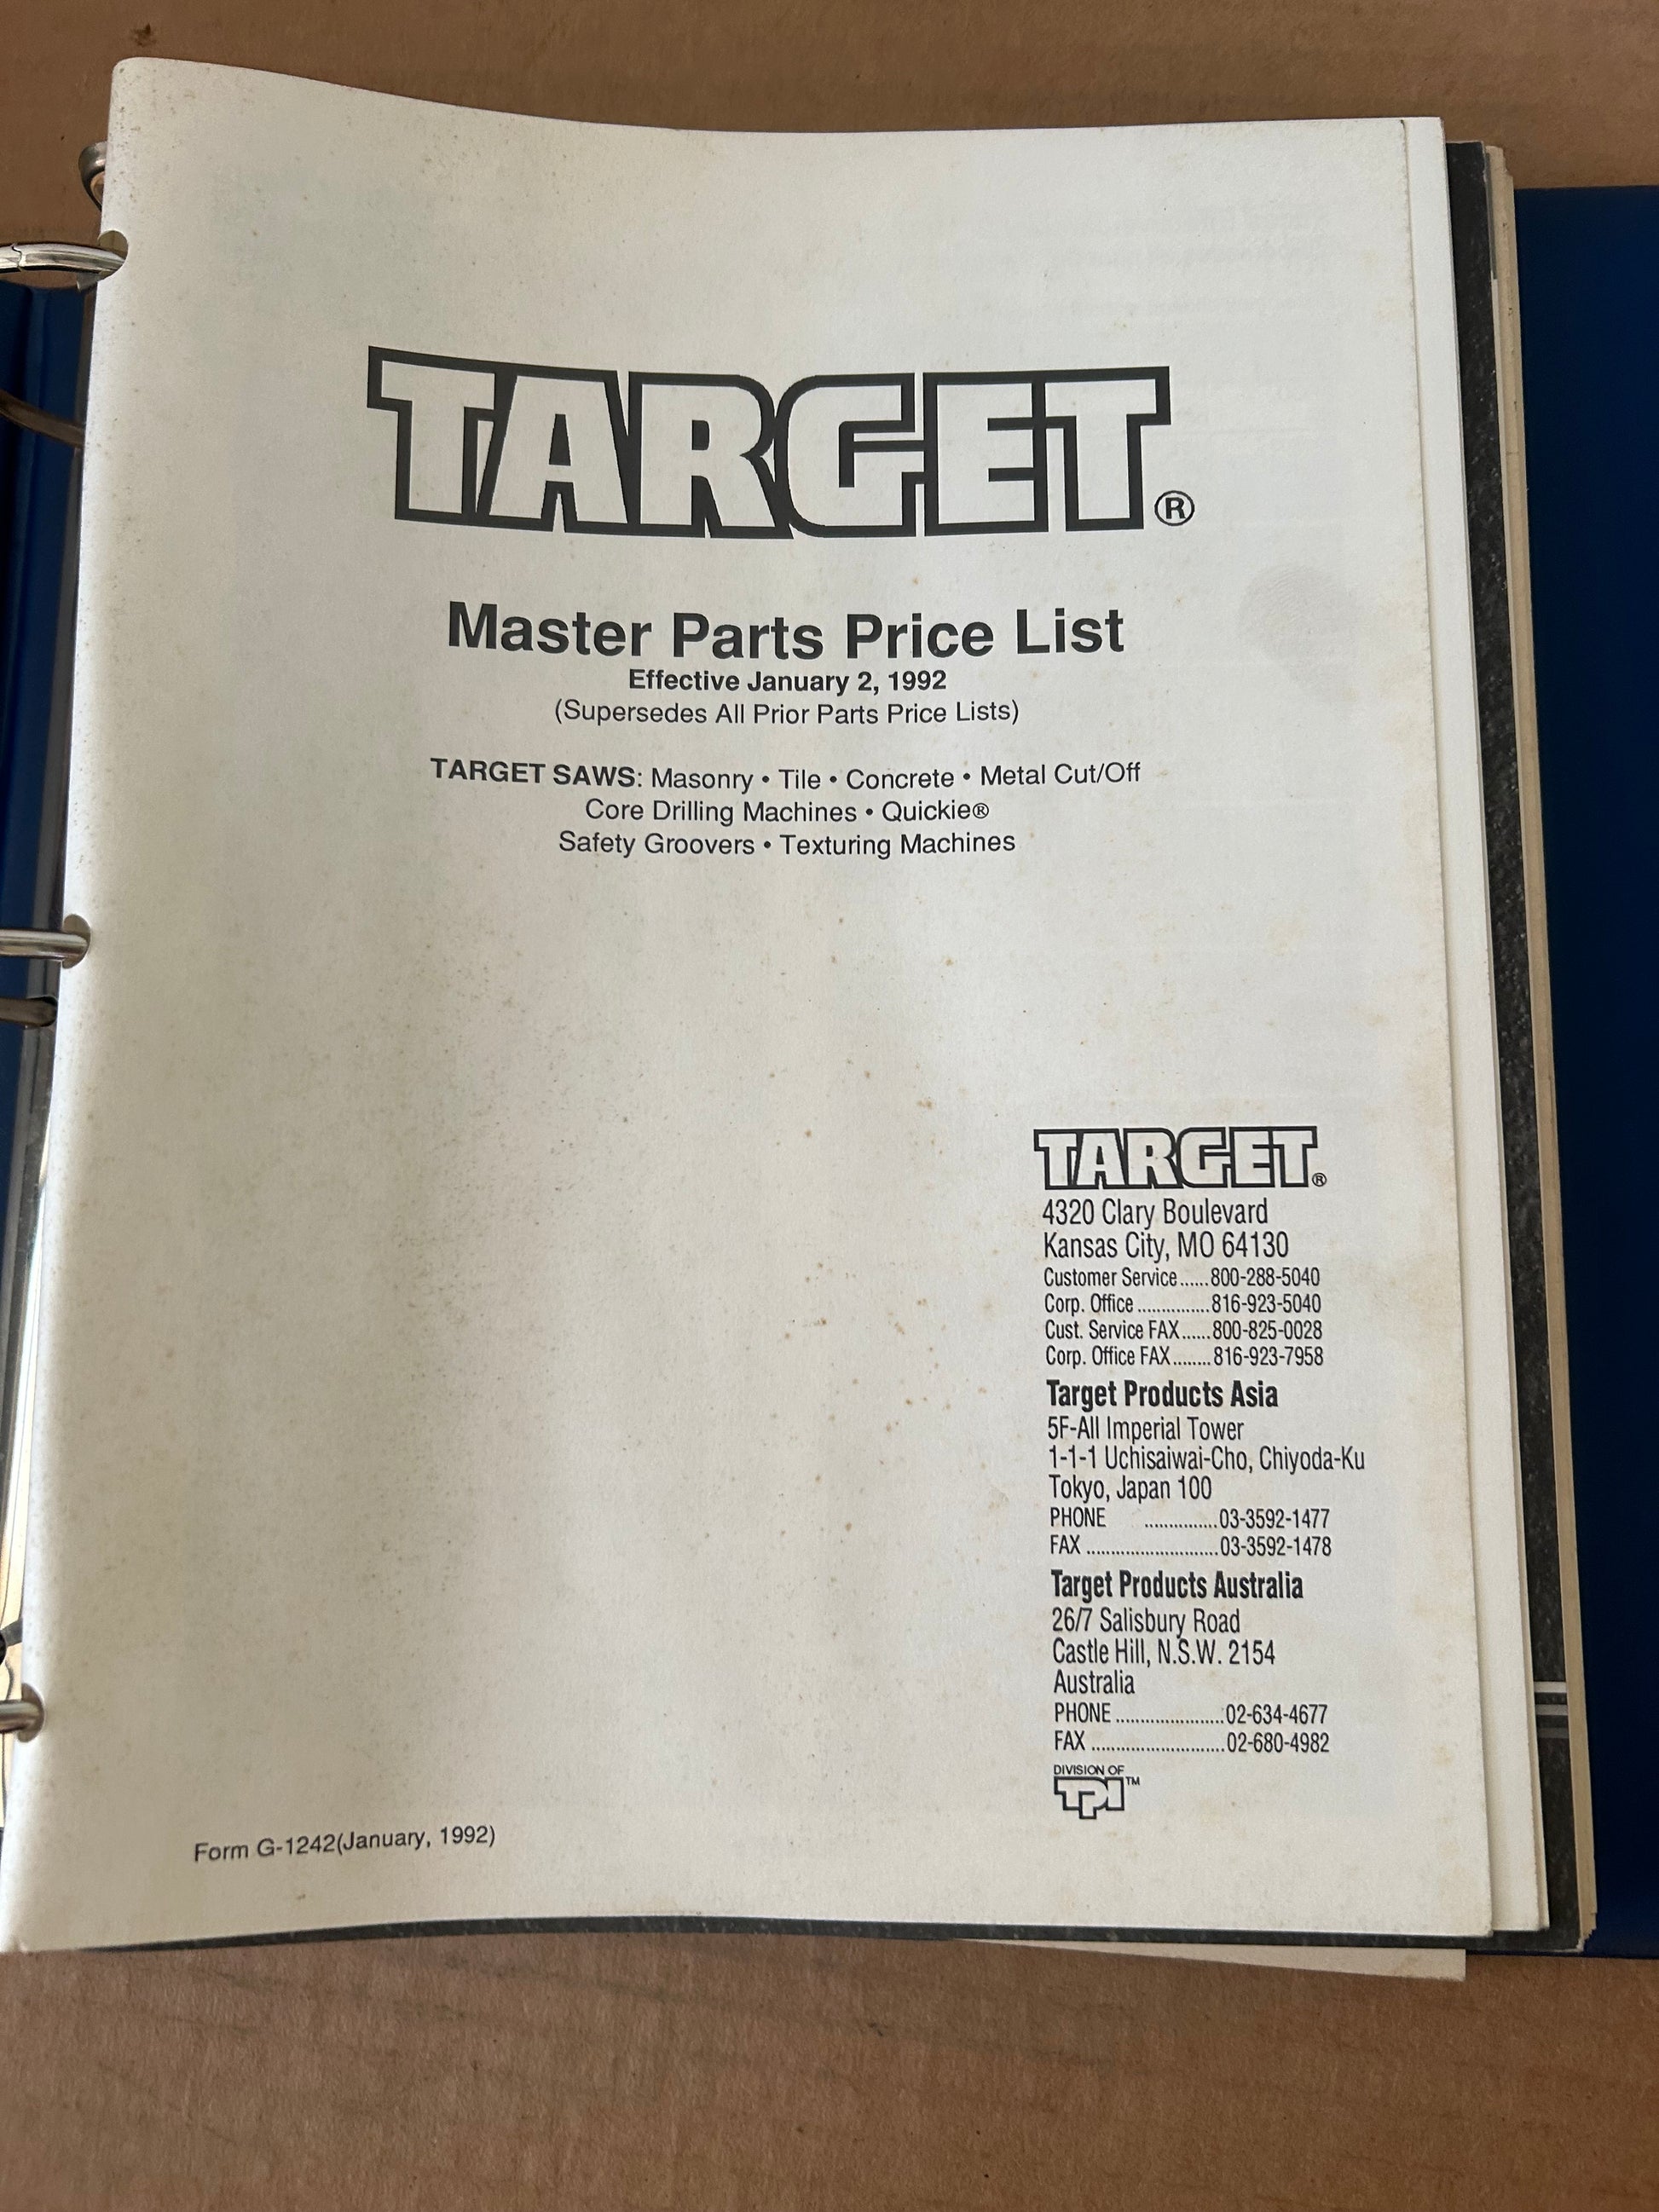 TARGET®
Master Parts Price List
Effective January 2, 1992
(Supersedes All Prior Parts Price Lists)
TARGET SAWS: Masonry • Tile • Concrete • Metal Cut/Off
Core Drilling Machines • Quickie®
Safety Groovers • Texturing Machines
TARGET®
4320 Clary Boulevard
Kansas City, MO 64130
Customer Service......800-288-5040
Corp. Office ...............816-923-5040
Cust. Service FAX......800-825-0028
Corp. Office FAX........816-923-7958
Target Products Asia
5F-All Imperial Tower
1-1-1 Uchisaiwai-Cho, Chiyoda-Ku
Tokyo, Japan 100
PHONE ...............03-3592-1477
FAX ...........................03-3592-1478
Target Products Australia
26/7 Salisbury Road
Castle Hill, N.S.W. 2154
Australia
PHONE ......................02-634-4677
FAX ...........................02-680-4982
DIVISION OF
TPI™
Form G-1242(January, 1992)